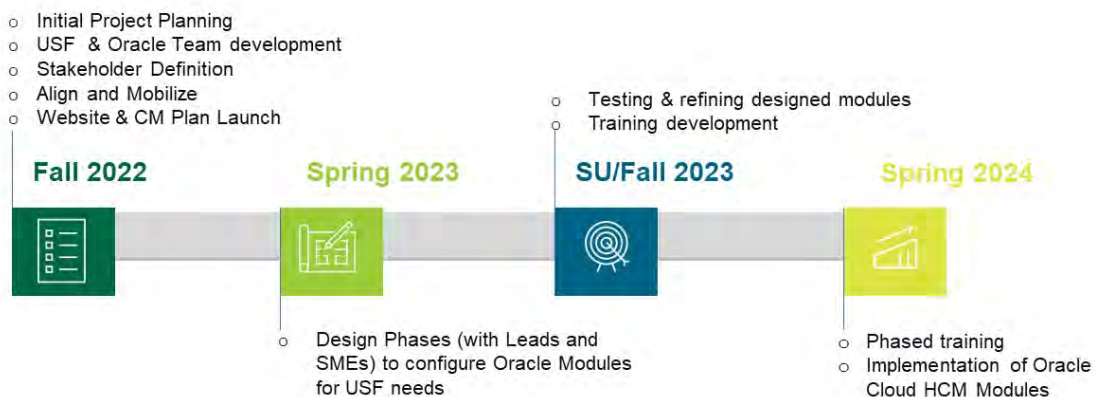 o Initial Project Planning
o USF & Oracle Team development
o Stakeholder Definition
o Align and Mobilize
o Website & CM Plan Launch
Fall 2022
Spring 2023
o Design Phases (with Leads and
SMEs) to configure Oracle Modules
for USF needs
o Testing & refining designed modules
o Training development
SU/Fall 2023
Spring 2024
o Phased training
o Implementation of Oracle
Cloud HCM Modules